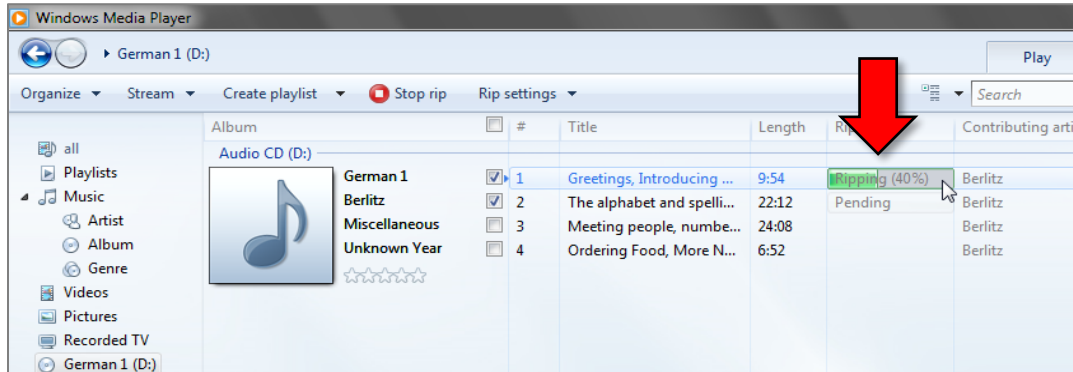 Windows Media Player
German 1 (D:)
Play
Organize Stream Create playlist Stop rip Rip settings Search
Album # Title Length Contributing arti
all
Audio CD (D:)
Playlists German 1 1 Greetings, Introducing ... 9:54 Ripping (40%) Berlitz
Music Berlitz 2 The alphabet and spelli... 22:12 Pending Berlitz
Artist Miscellaneous 3 Meeting people, numbe... 24:08 Berlitz
Album Unknown Year 4 Ordering Food, More N... 6:52 Berlitz
Genre
Videos
Pictures
Recorded TV
German 1 (D:)